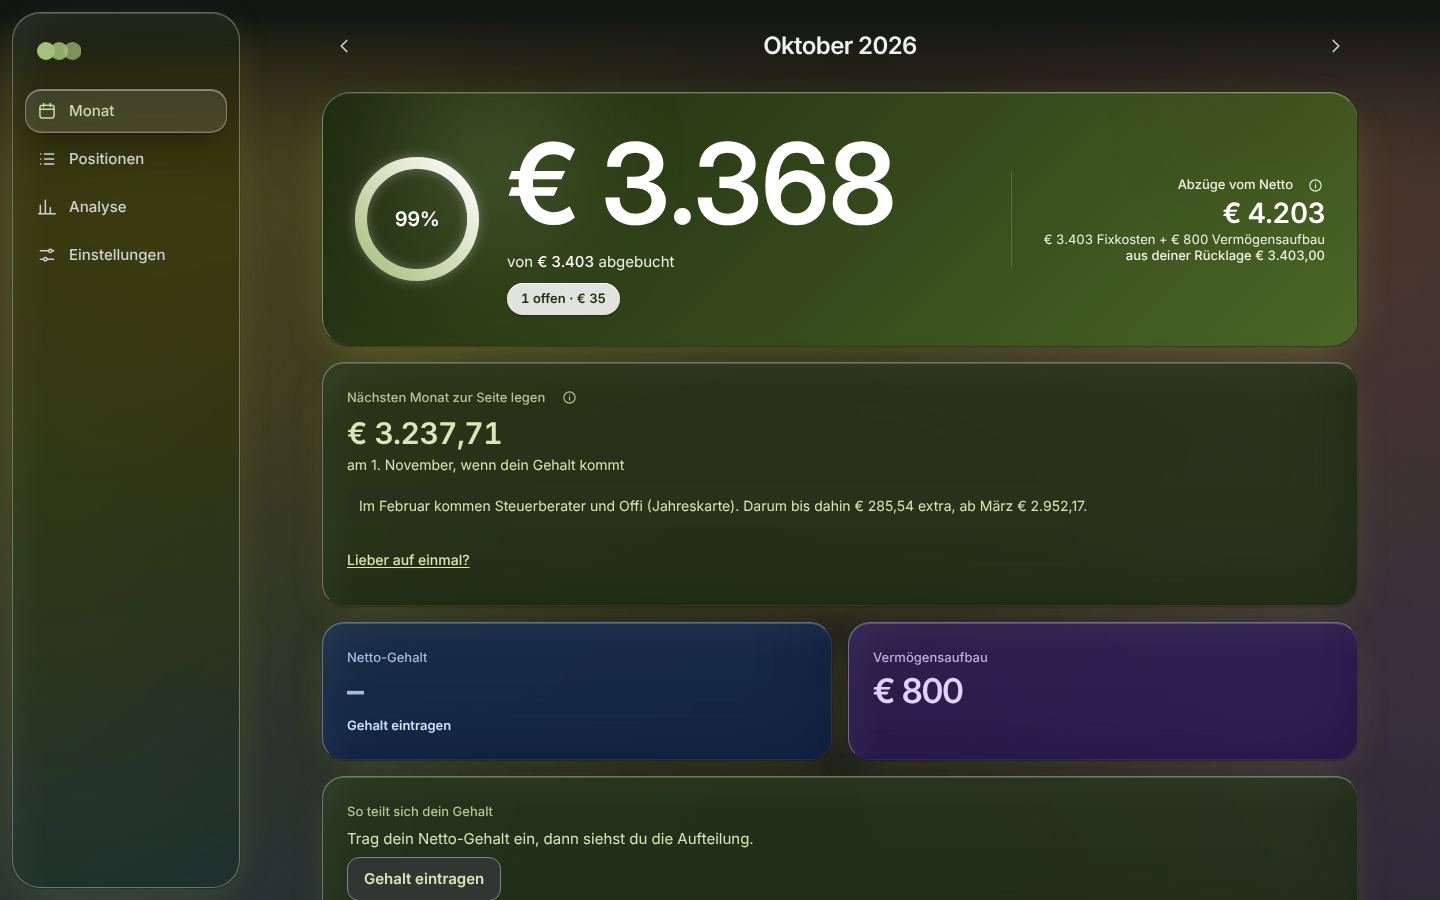 Oktober 2026
Monat
Positionen
Analyse
Einstellungen
99%
€ 3.368
von € 3.403 abgebucht
1 offen · € 35
Abzüge vom Netto
€ 4.203
€ 3.403 Fixkosten + € 800 Vermögensaufbau
aus deiner Rücklage € 3.403,00
Nächsten Monat zur Seite legen
€ 3.237,71
am 1. November, wenn dein Gehalt kommt
Im Februar kommen Steuerberater und Offi (Jahreskarte). Darum bis dahin € 285,54 extra, ab März € 2.952,17.
Lieber auf einmal?
Netto-Gehalt
–
Gehalt eintragen
Vermögensaufbau
€ 800
So teilt sich dein Gehalt
Trag dein Netto-Gehalt ein, dann siehst du die Aufteilung.
Gehalt eintragen